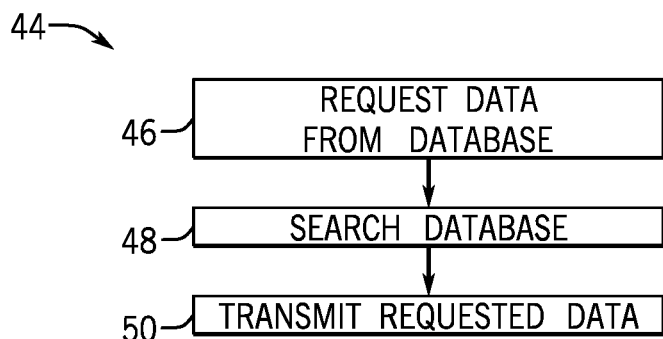 44
46
REQUEST DATA
FROM DATABASE
48
SEARCH DATABASE
50
TRANSMIT REQUESTED DATA